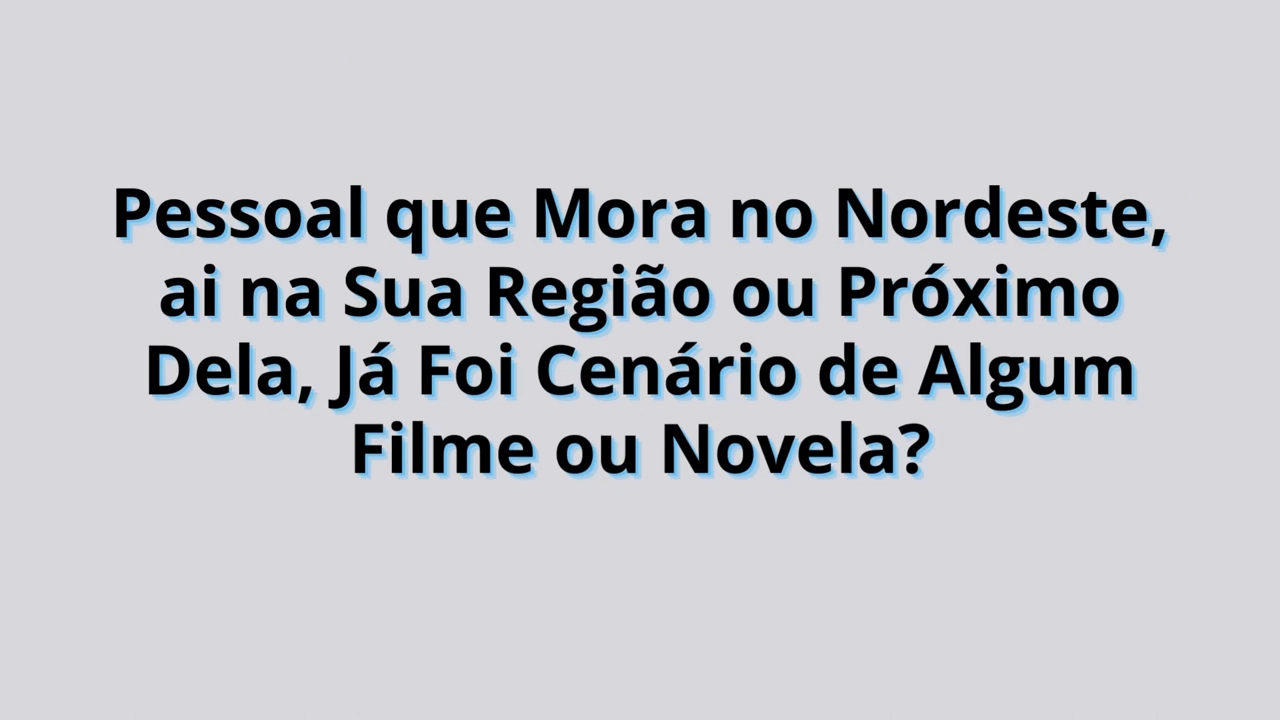 Pessoal que Mora no Nordeste,
ai na Sua Região ou Próximo
Dela, Já Foi Cenário de Algum
Filme ou Novela?